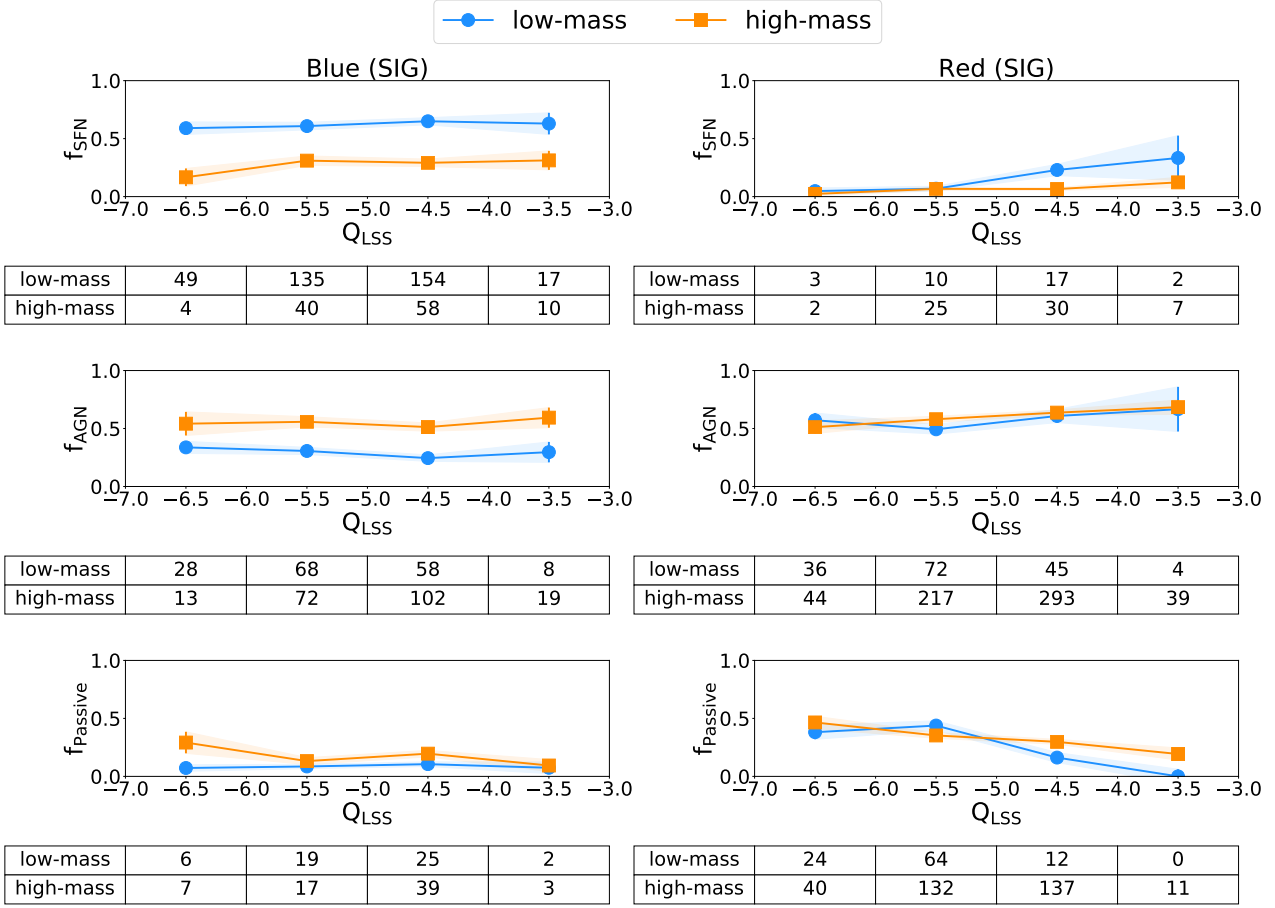 low-mass high-mass
Blue (SIG)
f_SFN
1.0
0.5
0.0
−7.0 −6.5 −6.0 −5.5 −5.0 −4.5 −4.0 −3.5 −3.0
Q_LSS
low-mass 49 135 154 17
high-mass 4 40 58 10
Red (SIG)
f_SFN
1.0
0.5
0.0
−7.0 −6.5 −6.0 −5.5 −5.0 −4.5 −4.0 −3.5 −3.0
Q_LSS
low-mass 3 10 17 2
high-mass 2 25 30 7
f_AGN
1.0
0.5
0.0
−7.0 −6.5 −6.0 −5.5 −5.0 −4.5 −4.0 −3.5 −3.0
Q_LSS
low-mass 28 68 58 8
high-mass 13 72 102 19
f_AGN
1.0
0.5
0.0
−7.0 −6.5 −6.0 −5.5 −5.0 −4.5 −4.0 −3.5 −3.0
Q_LSS
low-mass 36 72 45 4
high-mass 44 217 293 39
f_Passive
1.0
0.5
0.0
−7.0 −6.5 −6.0 −5.5 −5.0 −4.5 −4.0 −3.5 −3.0
Q_LSS
low-mass 6 19 25 2
high-mass 7 17 39 3
f_Passive
1.0
0.5
0.0
−7.0 −6.5 −6.0 −5.5 −5.0 −4.5 −4.0 −3.5 −3.0
Q_LSS
low-mass 24 64 12 0
high-mass 40 132 137 11